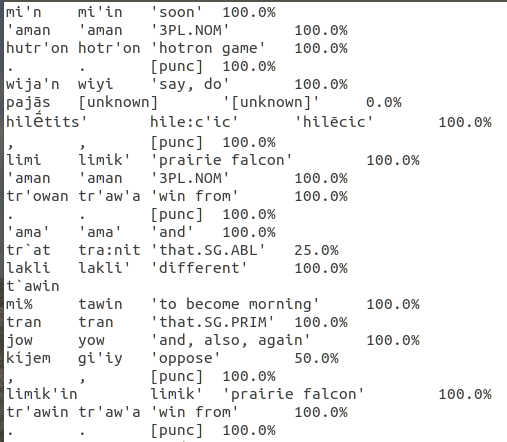 mi'n mi'in 'soon' 100.0%
'aman 'aman '3PL.NOM' 100.0%
hutr'on hotr'on 'hotron game' 100.0%
. . [punc] 100.0%
wija'n wiyi 'say, do' 100.0%
pajās [unknown] '[unknown]' 0.0%
hilḗtits' hile:c'ic' 'hilēcic' 100.0%
, , [punc] 100.0%
limi limik' 'prairie falcon' 100.0%
'aman 'aman '3PL.NOM' 100.0%
tr'owan tr'aw'a 'win from' 100.0%
. . [punc] 100.0%
'ama' 'ama' 'and' 100.0%
tr`at tra:nit 'that.SG.ABL' 25.0%
lakli lakli' 'different' 100.0%
t`awin
mi% tawin 'to become morning' 100.0%
tran tran 'that.SG.PRIM' 100.0%
jow yow 'and, also, again' 100.0%
kíjem gi'iy 'oppose' 50.0%
, , [punc] 100.0%
limik'in limik' 'prairie falcon' 100.0%
tr'awin tr'aw'a 'win from' 100.0%
. . [punc] 100.0%